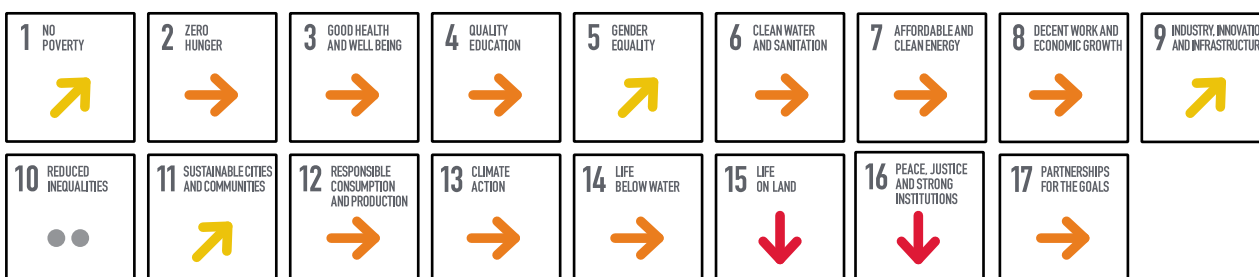 1 NO
POVERTY
2 ZERO
HUNGER
3 GOOD HEALTH
AND WELL BEING
4 QUALITY
EDUCATION
5 GENDER
EQUALITY
6 CLEAN WATER
AND SANITATION
7 AFFORDABLE AND
CLEAN ENERGY
8 DECENT WORK AND
ECONOMIC GROWTH
9 INDUSTRY, INNOVATIO
AND INFRASTRUCTUR
10 REDUCED
INEQUALITIES
11 SUSTAINABLE CITIES
AND COMMUNITIES
12 RESPONSIBLE
CONSUMPTION
AND PRODUCTION
13 CLIMATE
ACTION
14 LIFE
BELOW WATER
15 LIFE
ON LAND
16 PEACE, JUSTICE
AND STRONG
INSTITUTIONS
17 PARTNERSHIPS
FOR THE GOALS